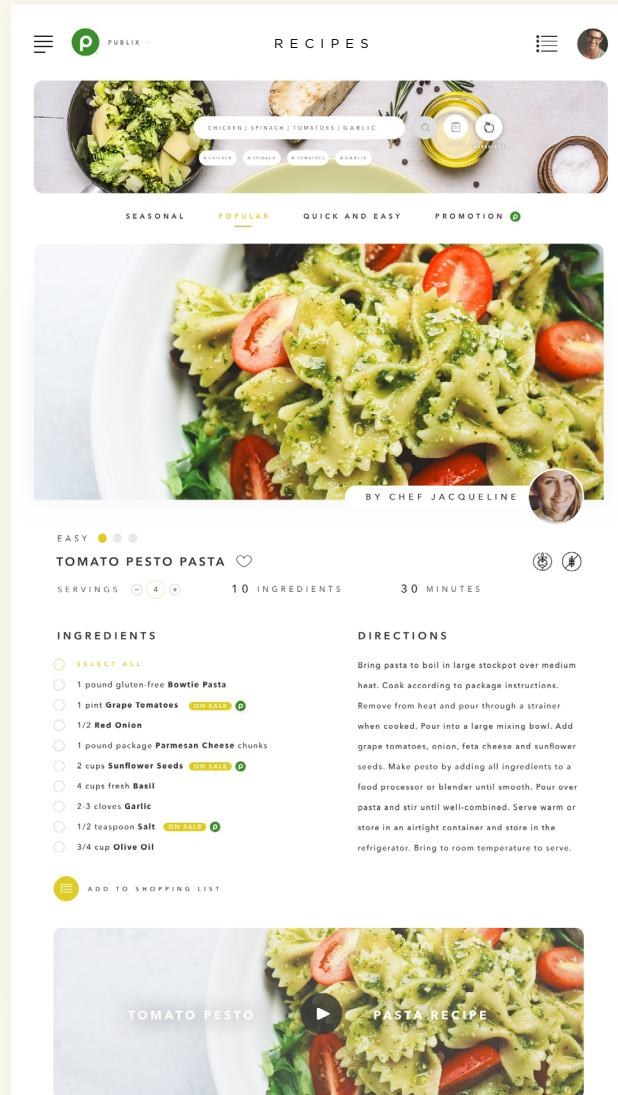 PUBLIX
RECIPES
CHICKEN ; SPINACH ; TOMATOES ; GARLIC
CHICKEN
SPINACH
TOMATOES
GARLIC
SEASONAL
POPULAR
QUICK AND EASY
PROMOTION
BY CHEF JACQUELINE
EASY
TOMATO PESTO PASTA
SERVINGS - 4 +
10 INGREDIENTS
30 MINUTES
INGREDIENTS
SELECT ALL
1 pound gluten-free Bowtie Pasta
1 pint Grape Tomatoes ON SALE
1/2 Red Onion
1 pound package Parmesan Cheese chunks
2 cups Sunflower Seeds ON SALE
4 cups fresh Basil
2-3 cloves Garlic
1/2 teaspoon Salt ON SALE
3/4 cup Olive Oil
ADD TO SHOPPING LIST
DIRECTIONS
Bring pasta to boil in large stockpot over medium
heat. Cook according to package instructions.
Remove from heat and pour through a strainer
when cooked. Pour into a large mixing bowl. Add
grape tomatoes, onion, feta cheese and sunflower
seeds. Make pesto by adding all ingredients to a
food processor or blender until smooth. Pour over
pasta and stir until well-combined. Serve warm or
store in an airtight container and store in the
refrigerator. Bring to room temperature to serve.
TOMATO PESTO PASTA RECIPE